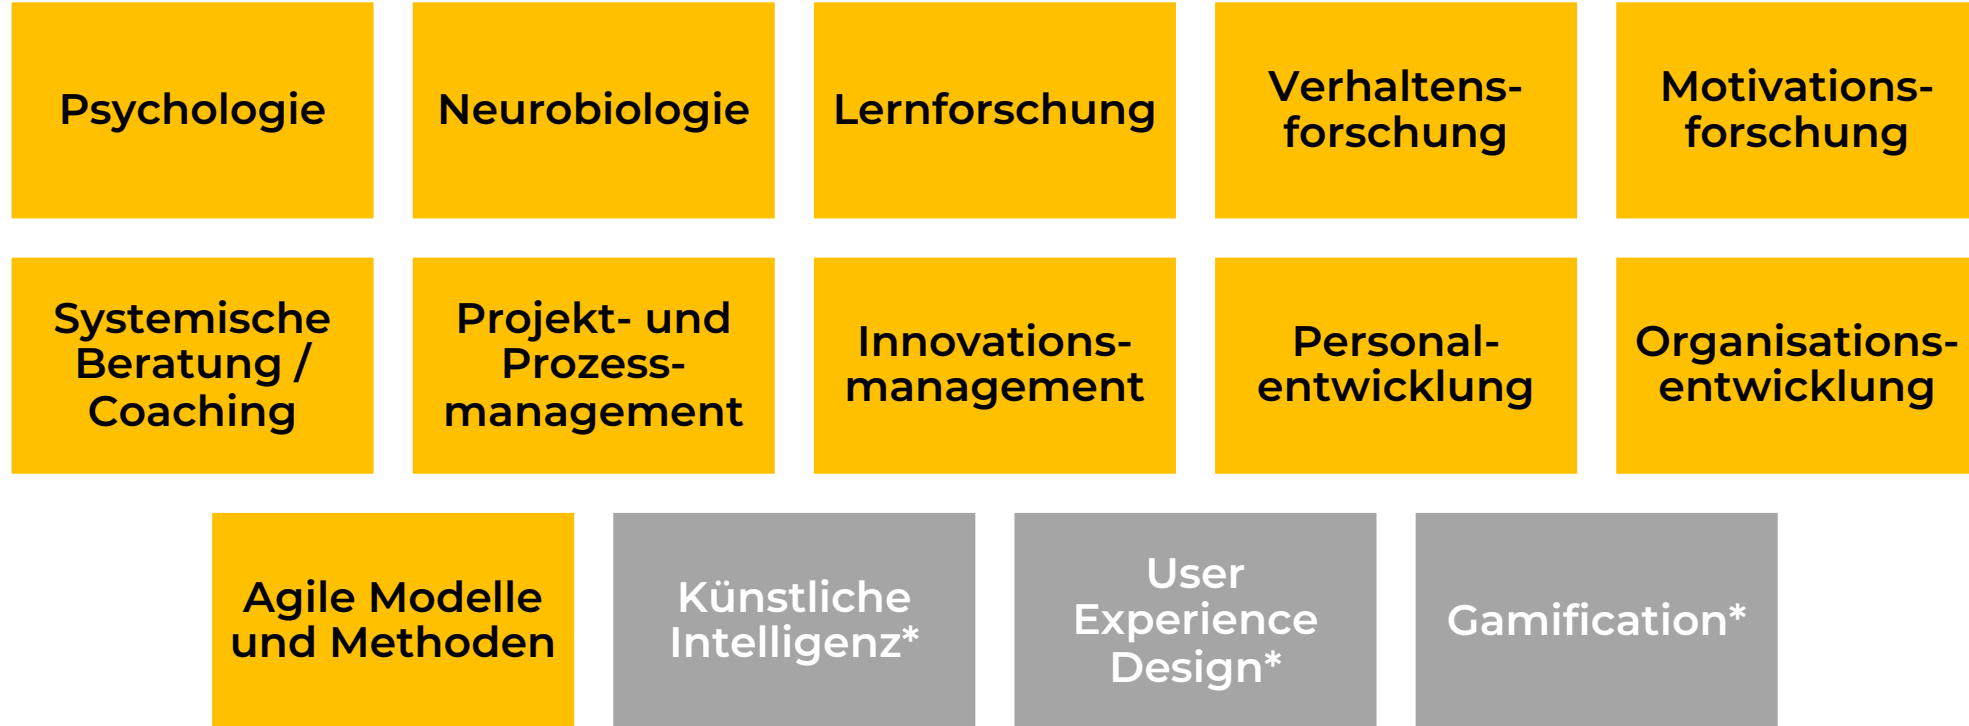 Psychologie
Neurobiologie
Lernforschung
Verhaltens-
forschung
Motivations-
forschung
Systemische
Beratung /
Coaching
Projekt- und
Prozess-
management
Innovations-
management
Personal-
entwicklung
Organisations-
entwicklung
Agile Modelle
und Methoden
Künstliche
Intelligenz*
User
Experience
Design*
Gamification*